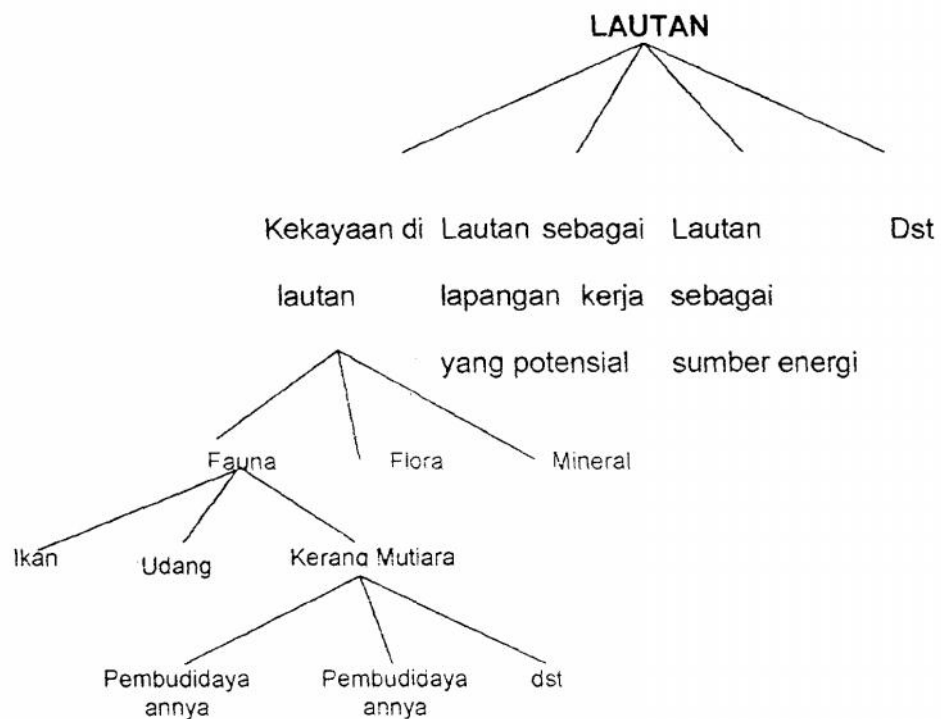 LAUTAN
Kekayaan di
lautan
Lautan sebagai
lapangan kerja
yang potensial
Lautan
sebagai
sumber energi
Dst
Fauna
Flora
Mineral
Ikan
Udang
Kerang Mutiara
Pembudidaya
annya
Pembudidaya
annya
dst